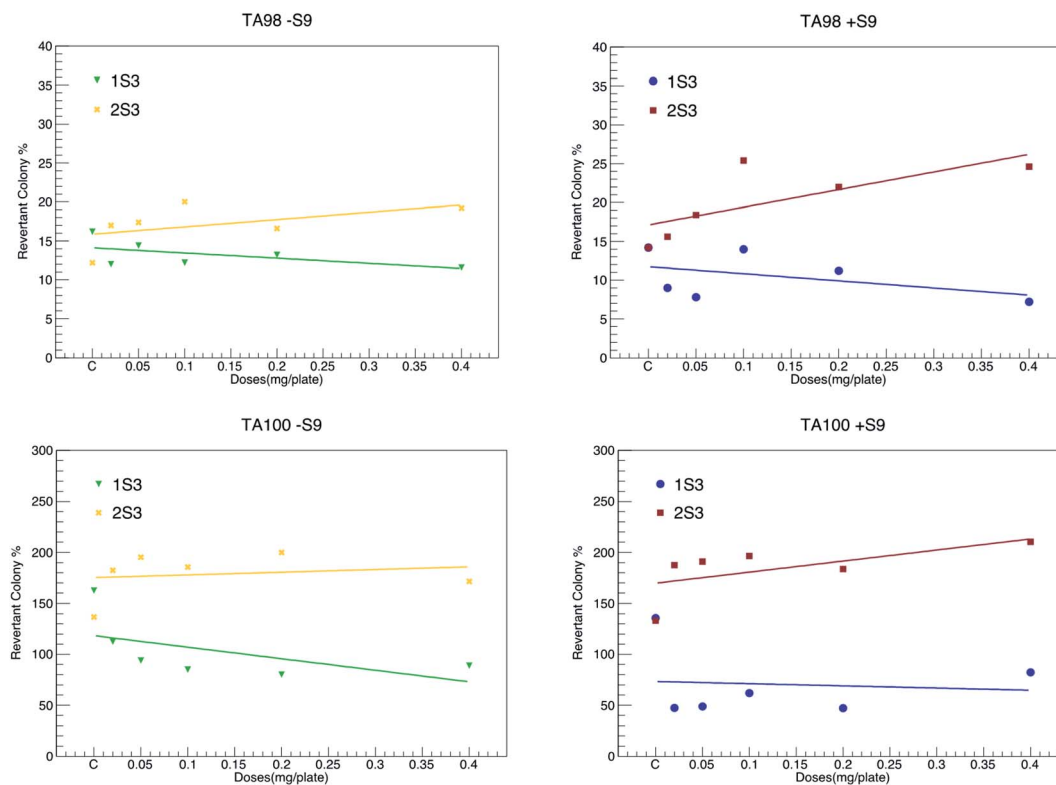 TA98 -S9
40
35
30
25
20
15
10
5
0
Revertant Colony %
1S3
2S3
C 0.05 0.1 0.15 0.2 0.25 0.3 0.35 0.4
Doses(mg/plate)
TA98 +S9
40
35
30
25
20
15
10
5
0
Revertant Colony %
1S3
2S3
C 0.05 0.1 0.15 0.2 0.25 0.3 0.35 0.4
Doses(mg/plate)
TA100 -S9
300
250
200
150
100
50
0
Revertant Colony %
1S3
2S3
C 0.05 0.1 0.15 0.2 0.25 0.3 0.35 0.4
Doses(mg/plate)
TA100 +S9
300
250
200
150
100
50
0
Revertant Colony %
1S3
2S3
C 0.05 0.1 0.15 0.2 0.25 0.3 0.35 0.4
Doses(mg/plate)